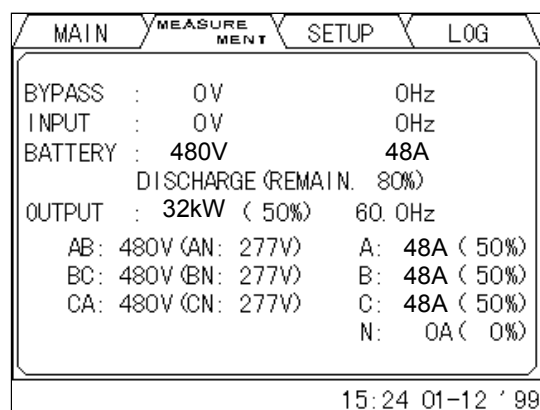 MAIN MEASURE MENT SETUP LOG
BYPASS : 0V 0Hz
INPUT : 0V 0Hz
BATTERY : 480V 48A
DISCHARGE(REMAIN. 80%)
OUTPUT : 32kW ( 50%) 60.0Hz
AB: 480V(AN: 277V) A: 48A ( 50%)
BC: 480V(BN: 277V) B: 48A ( 50%)
CA: 480V(CN: 277V) C: 48A ( 50%)
N: 0A( 0%)
15:24 01-12 '99